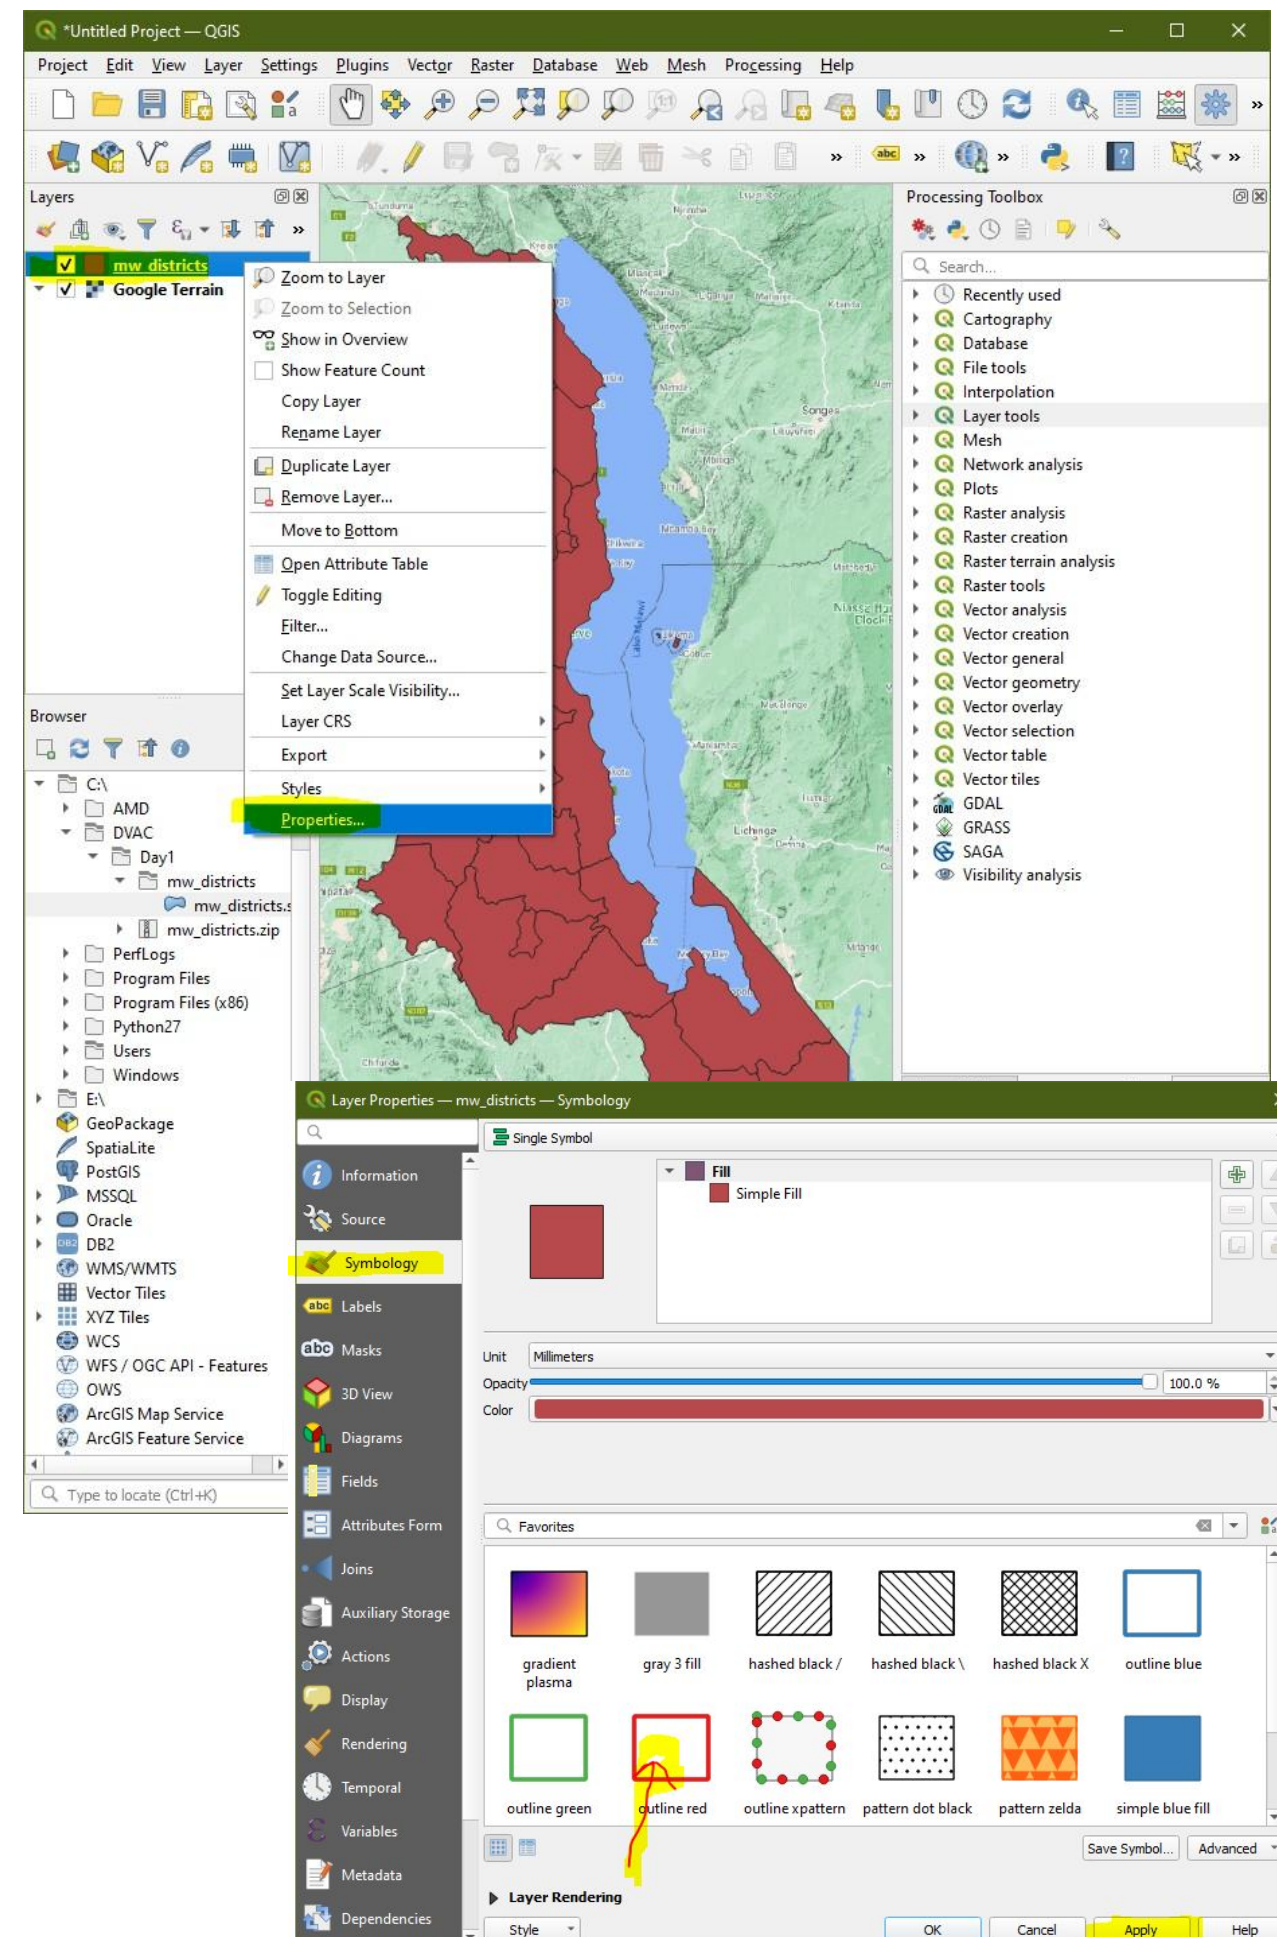 *Untitled Project — QGIS
Project Edit View Layer Settings Plugins Vector Raster Database Web Mesh Processing Help
abc
Layers
Processing Toolbox
mw_districts
Google Terrain
Zoom to Layer
Zoom to Selection
Show in Overview
Show Feature Count
Copy Layer
Rename Layer
Duplicate Layer
Remove Layer...
Move to Bottom
Open Attribute Table
Toggle Editing
Filter...
Change Data Source...
Set Layer Scale Visibility...
Layer CRS
Export
Styles
Properties...
Songea
Lake Malawi
Lichinga
Search...
Recently used
Cartography
Database
File tools
Interpolation
Layer tools
Mesh
Network analysis
Plots
Raster analysis
Raster creation
Raster terrain analysis
Raster tools
Vector analysis
Vector creation
Vector general
Vector geometry
Vector overlay
Vector selection
Vector table
Vector tiles
GDAL
GRASS
SAGA
Visibility analysis
Browser
C:\
AMD
DVAC
Day1
mw_districts
mw_districts.s
mw_districts.zip
PerfLogs
Program Files
Program Files (x86)
Python27
Users
Windows
E:\
GeoPackage
SpatiaLite
PostGIS
MSSQL
Oracle
DB2
WMS/WMTS
Vector Tiles
XYZ Tiles
WCS
WFS / OGC API - Features
OWS
ArcGIS Map Service
ArcGIS Feature Service
Type to locate (Ctrl+K)
Layer Properties — mw_districts — Symbology
Single Symbol
Information
Source
Symbology
abc Labels
abc Masks
3D View
Diagrams
Fields
Attributes Form
Joins
Auxiliary Storage
Actions
Display
Rendering
Temporal
Variables
Metadata
Dependencies
Fill
Simple Fill
Unit Millimeters
Opacity 100.0 %
Color
Favorites
gradient plasma
gray 3 fill
hashed black /
hashed black \
hashed black X
outline blue
outline green
outline red
outline xpattern
pattern dot black
pattern zelda
simple blue fill
Save Symbol... Advanced
Layer Rendering
Style OK Cancel Apply Help